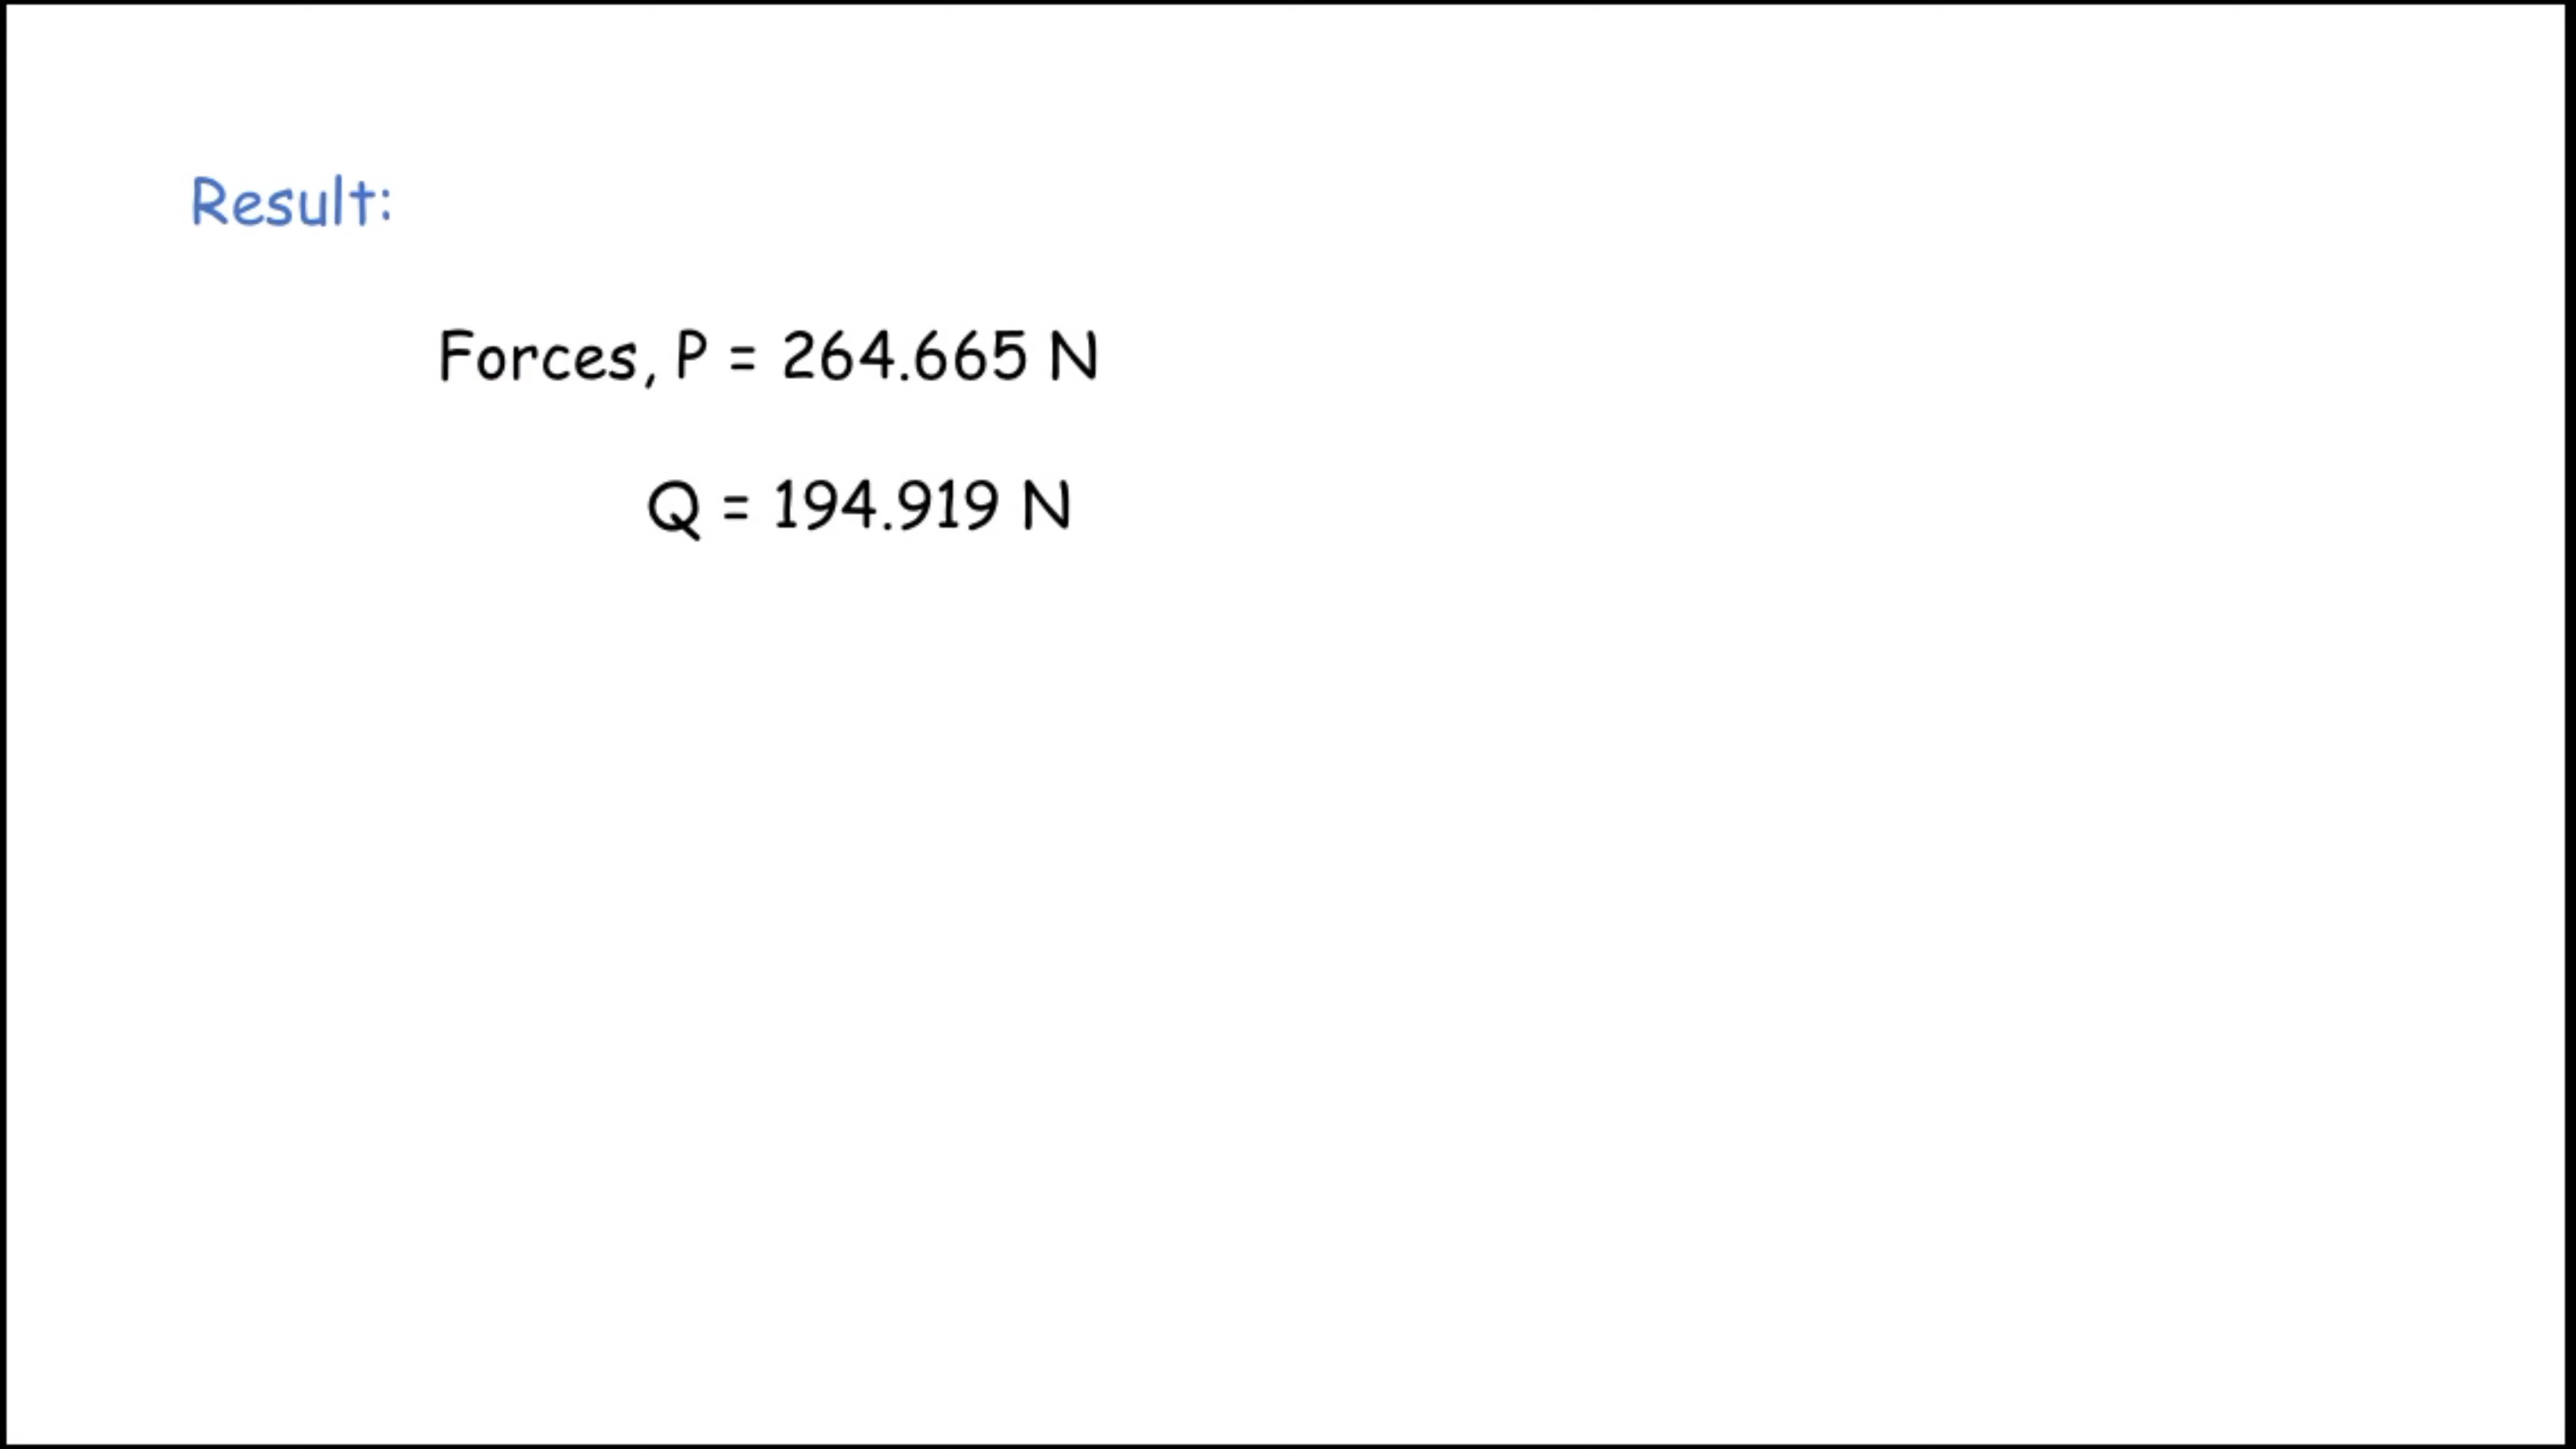 Result:
Forces, P = 264.665 N
Q = 194.919 N